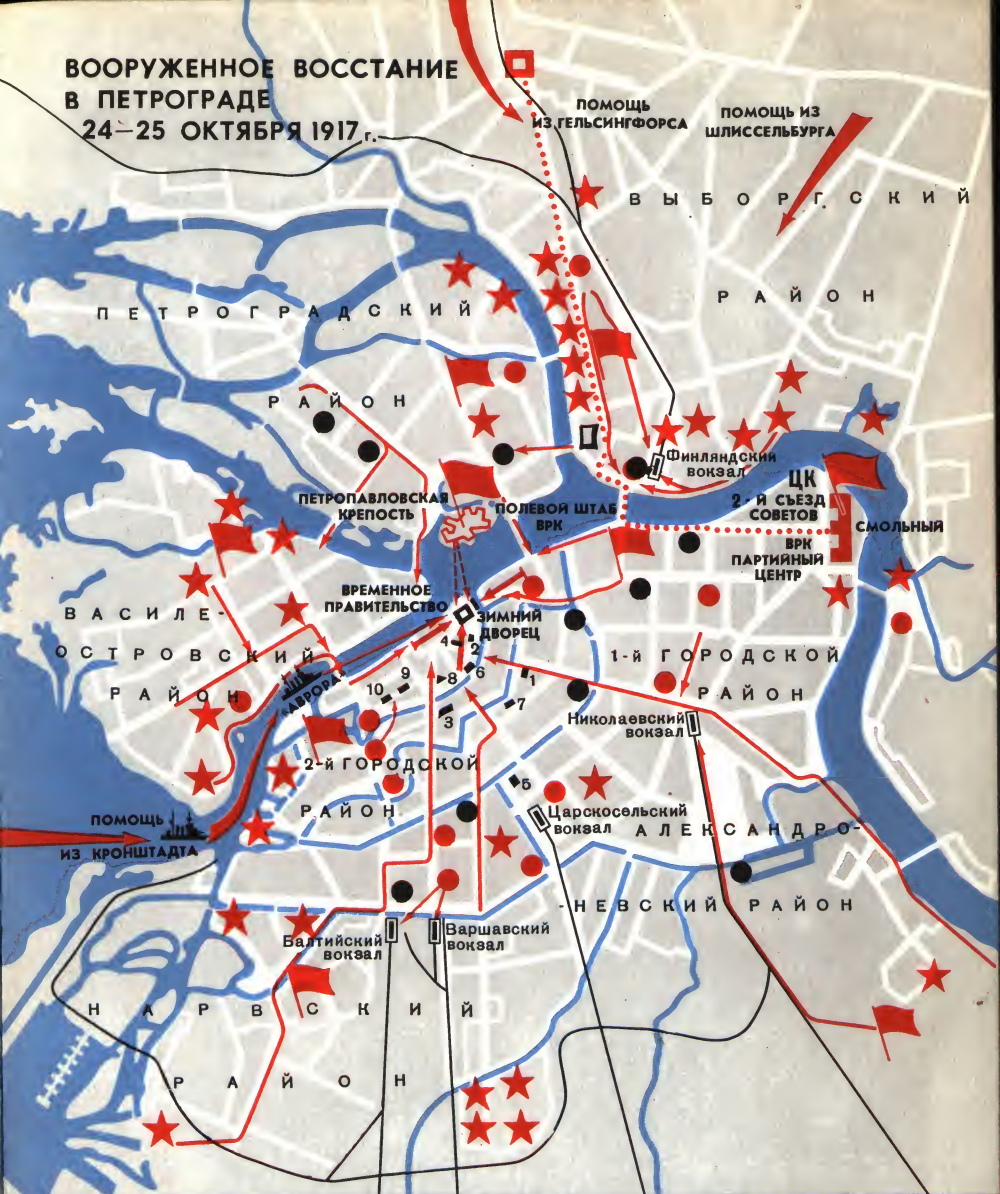 ВООРУЖЕННОЕ ВОССТАНИЕ
В ПЕТРОГРАДЕ
24—25 ОКТЯБРЯ 1917 г.
ПОМОЩЬ
ИЗ ГЕЛЬСИНГФОРСА
ПОМОЩЬ ИЗ
ШЛИССЕЛЬБУРГА
ВЫБОРГСКИЙ
РАЙОН
ПЕТРОГРАДСКИЙ
РАЙОН
Финляндский
вокзал
ЦК
2-й СЪЕЗД
СОВЕТОВ
СМОЛЬНЫЙ
ВРК
ПАРТИЙНЫЙ
ЦЕНТР
ПЕТРОПАВЛОВСКАЯ
КРЕПОСТЬ
ПОЛЕВОЙ ШТАБ
ВРК
ВРЕМЕННОЕ
ПРАВИТЕЛЬСТВО
ЗИМНИЙ
ДВОРЕЦ
ВАСИЛЕ-
ОСТРОВСКИЙ
РАЙОН
"АВРОРА"
4
2
6
8
1
9
10
3
7
5
1-й ГОРОДСКОЙ
РАЙОН
Николаевский
вокзал
2-й ГОРОДСКОЙ
РАЙОН
Царскосельский
вокзал
АЛЕКСАНДРО-
-НЕВСКИЙ РАЙОН
ПОМОЩЬ
ИЗ КРОНШТАДТА
Балтийский
вокзал
Варшавский
вокзал
НАРВСКИЙ
РАЙОН